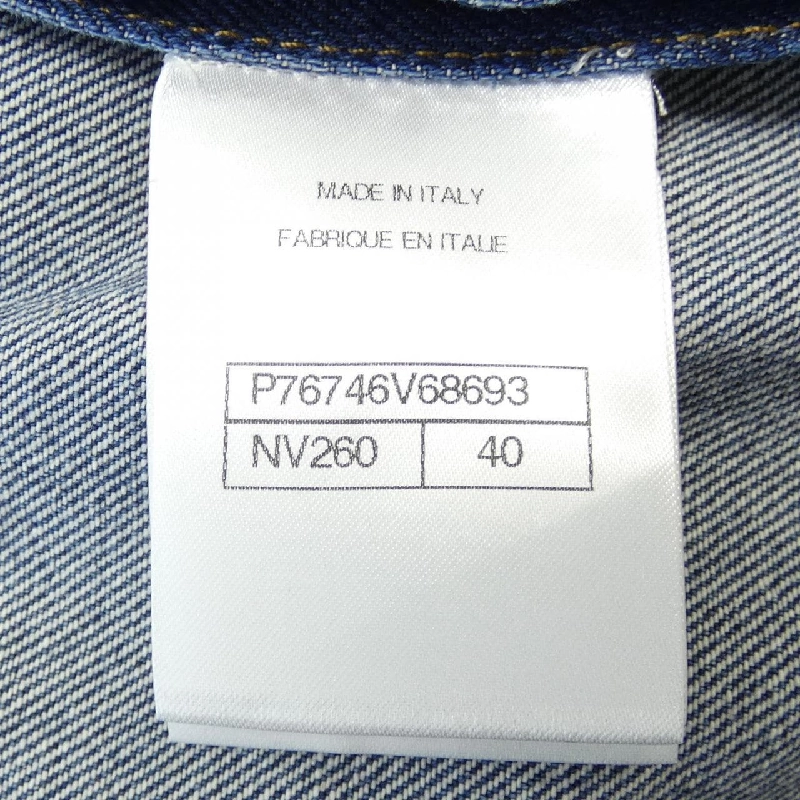 MADE IN ITALY
FABRIQUE EN ITALIE
P76746V68693
NV260 40